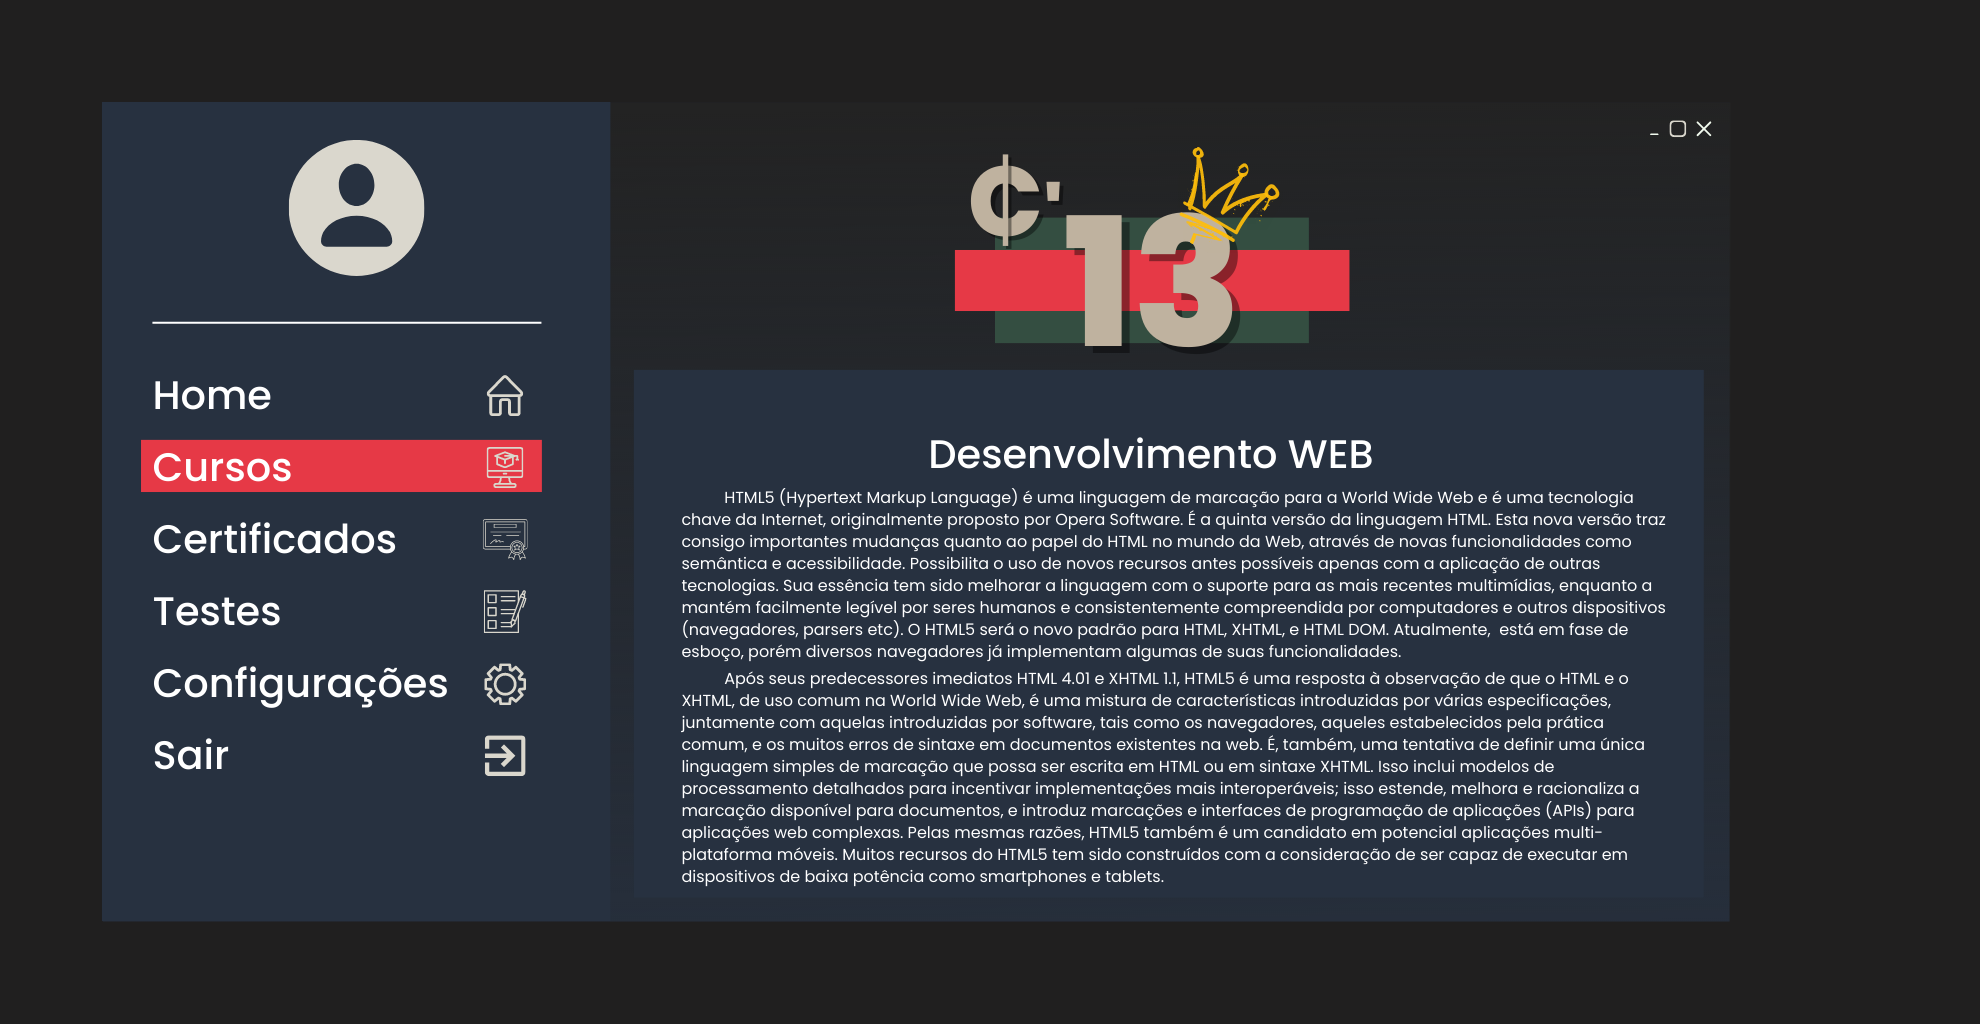 Home
Cursos
Certificados
Testes
Configurações
Sair
₵'13
Desenvolvimento WEB
HTML5 (Hypertext Markup Language) é uma linguagem de marcação para a World Wide Web e é uma tecnologia
chave da Internet, originalmente proposto por Opera Software. É a quinta versão da linguagem HTML. Esta nova versão traz
consigo importantes mudanças quanto ao papel do HTML no mundo da Web, através de novas funcionalidades como
semântica e acessibilidade. Possibilita o uso de novos recursos antes possíveis apenas com a aplicação de outras
tecnologias. Sua essência tem sido melhorar a linguagem com o suporte para as mais recentes multimídias, enquanto a
mantém facilmente legível por seres humanos e consistentemente compreendida por computadores e outros dispositivos
(navegadores, parsers etc). O HTML5 será o novo padrão para HTML, XHTML, e HTML DOM. Atualmente,  está em fase de
esboço, porém diversos navegadores já implementam algumas de suas funcionalidades.
Após seus predecessores imediatos HTML 4.01 e XHTML 1.1, HTML5 é uma resposta à observação de que o HTML e o
XHTML, de uso comum na World Wide Web, é uma mistura de características introduzidas por várias especificações,
juntamente com aquelas introduzidas por software, tais como os navegadores, aqueles estabelecidos pela prática
comum, e os muitos erros de sintaxe em documentos existentes na web. É, também, uma tentativa de definir uma única
linguagem simples de marcação que possa ser escrita em HTML ou em sintaxe XHTML. Isso inclui modelos de
processamento detalhados para incentivar implementações mais interoperáveis; isso estende, melhora e racionaliza a
marcação disponível para documentos, e introduz marcações e interfaces de programação de aplicações (APIs) para
aplicações web complexas. Pelas mesmas razões, HTML5 também é um candidato em potencial aplicações multi-
plataforma móveis. Muitos recursos do HTML5 tem sido construídos com a consideração de ser capaz de executar em
dispositivos de baixa potência como smartphones e tablets.